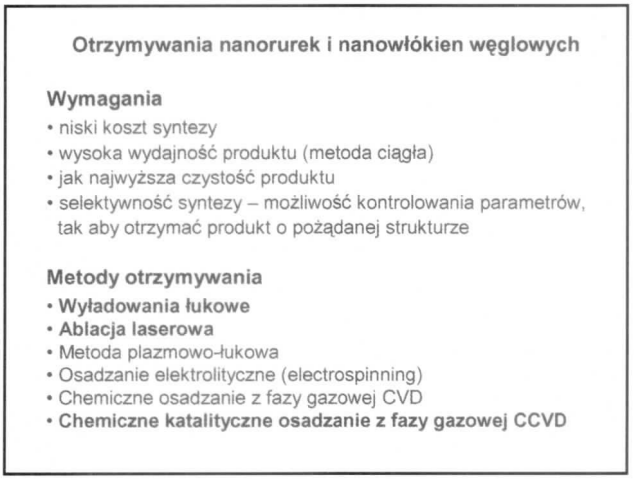 Otrzymywania nanorurek i nanowłókien węglowych
Wymagania
• niski koszt syntezy
• wysoka wydajność produktu (metoda ciągła)
• jak najwyższa czystość produktu
• selektywność syntezy – możliwość kontrolowania parametrów,
tak aby otrzymać produkt o pożądanej strukturze
Metody otrzymywania
• Wyładowania łukowe
• Ablacja laserowa
• Metoda plazmowo-łukowa
• Osadzanie elektrolityczne (electrospinning)
• Chemiczne osadzanie z fazy gazowej CVD
• Chemiczne katalityczne osadzanie z fazy gazowej CCVD